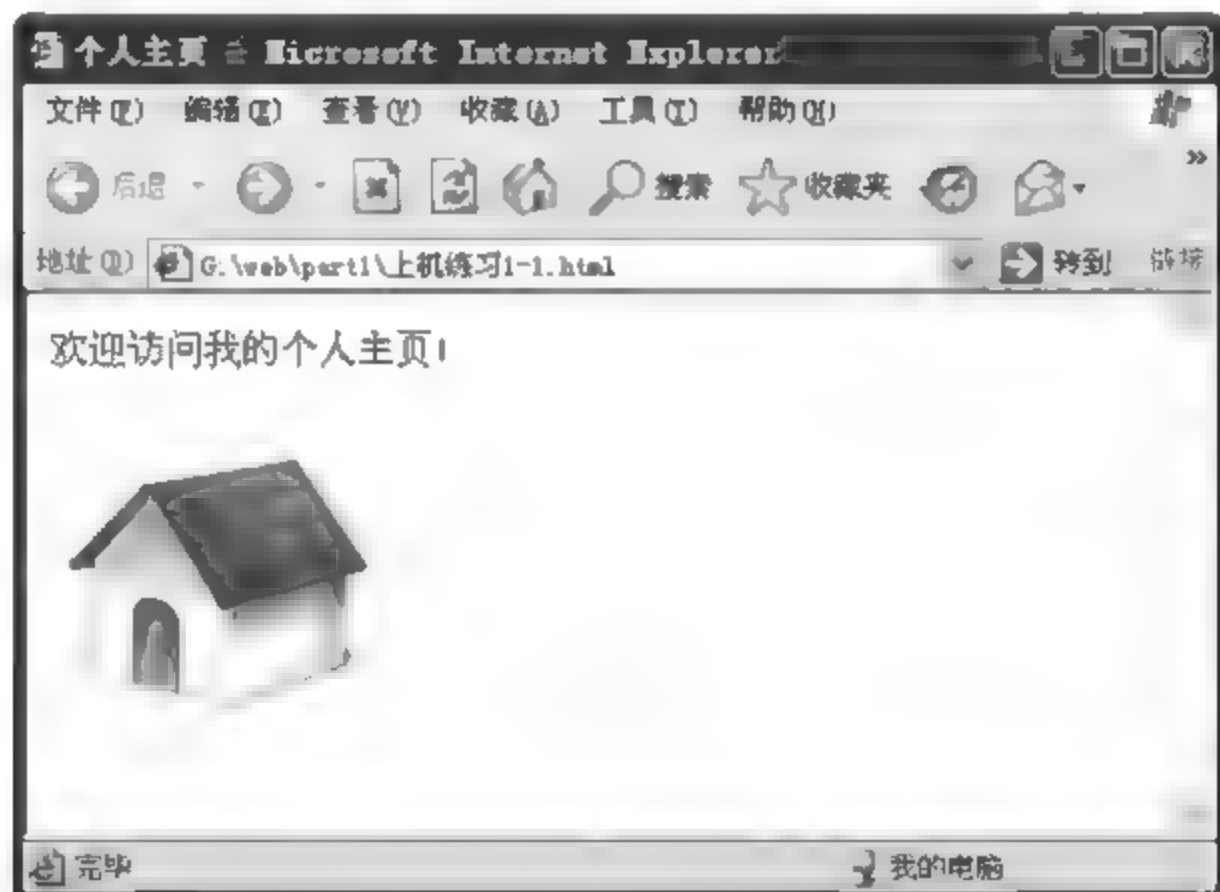 个人主页 - Microsoft Internet Explorer
文件(F) 编辑(E) 查看(V) 收藏(A) 工具(T) 帮助(H)
后退 搜索 收藏夹 »
地址(D) G:\web\part1\上机练习1-1.html 转到 链接
欢迎访问我的个人主页!
完毕 我的电脑